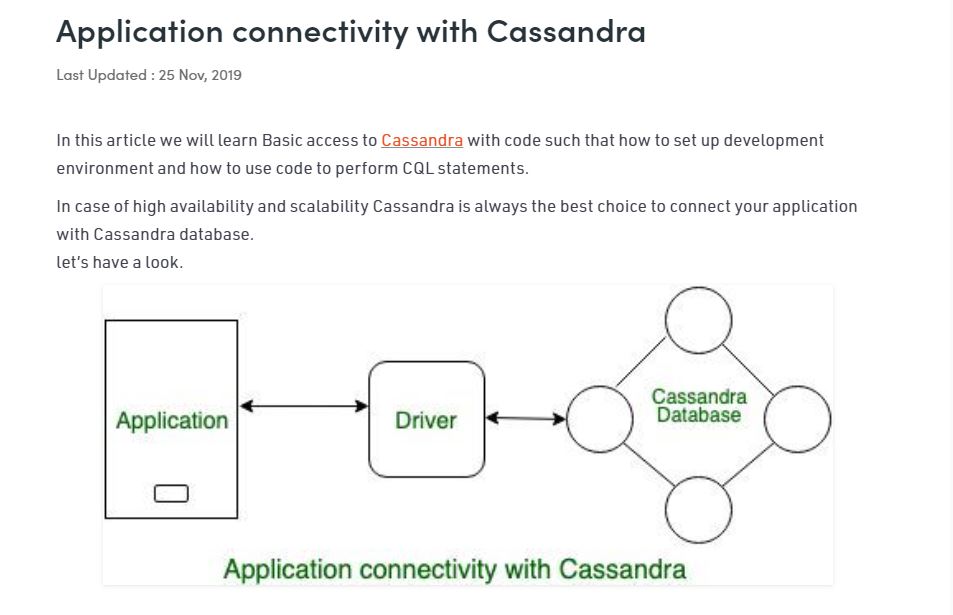 Application connectivity with Cassandra
Last Updated : 25 Nov, 2019
In this article we will learn Basic access to Cassandra with code such that how to set up development
environment and how to use code to perform CQL statements.
In case of high availability and scalability Cassandra is always the best choice to connect your application
with Cassandra database.
let's have a look.
Application
Driver
Cassandra
Database
Application connectivity with Cassandra